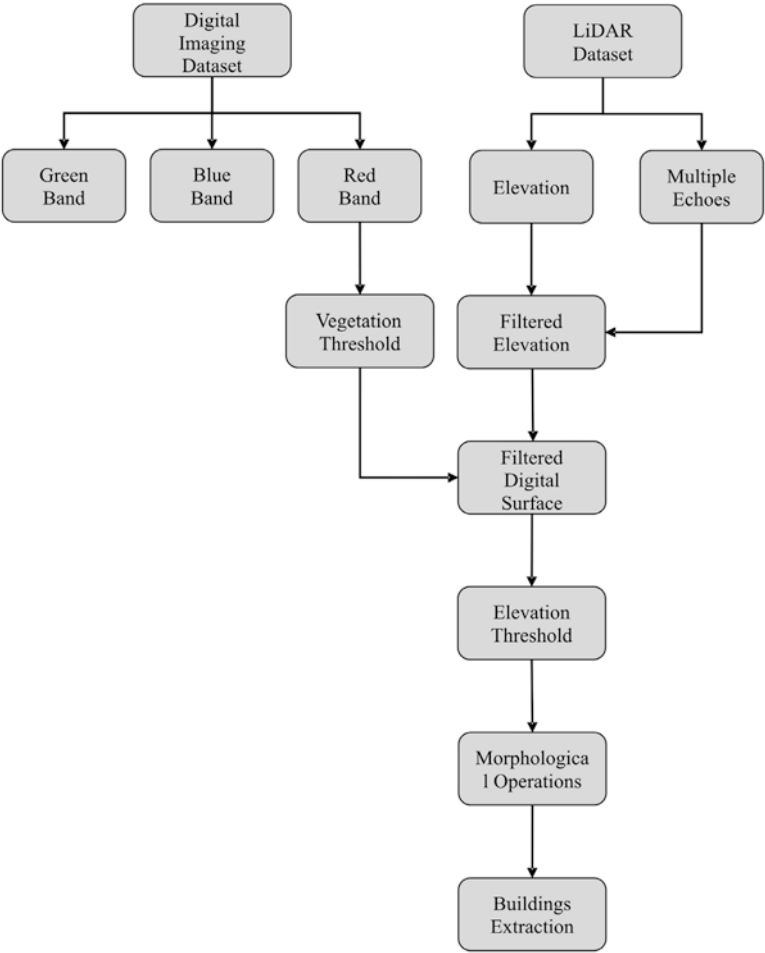 Digital
Imaging
Dataset
LiDAR
Dataset
Green
Band
Blue
Band
Red
Band
Elevation
Multiple
Echoes
Vegetation
Threshold
Filtered
Elevation
Filtered
Digital
Surface
Elevation
Threshold
Morphologica
l Operations
Buildings
Extraction